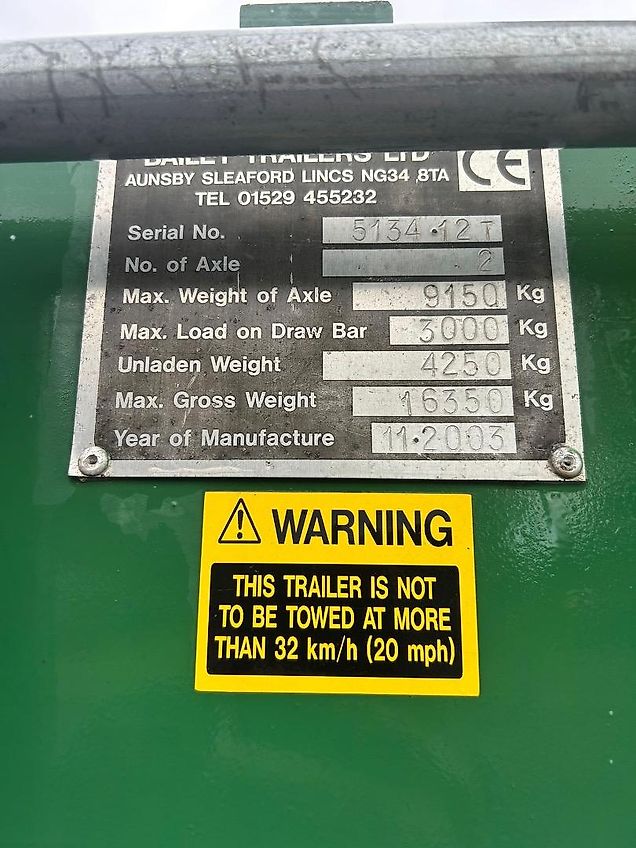 BAILEY TRAILERS LTD
AUNSBY SLEAFORD LINCS NG34 8TA
TEL 01529 455232
CE
Serial No. 5134·12T
No. of Axle 2
Max. Weight of Axle 9150 Kg
Max. Load on Draw Bar 3000 Kg
Unladen Weight 4250 Kg
Max. Gross Weight 16350 Kg
Year of Manufacture 11·2003
WARNING
THIS TRAILER IS NOT
TO BE TOWED AT MORE
THAN 32 km/h (20 mph)